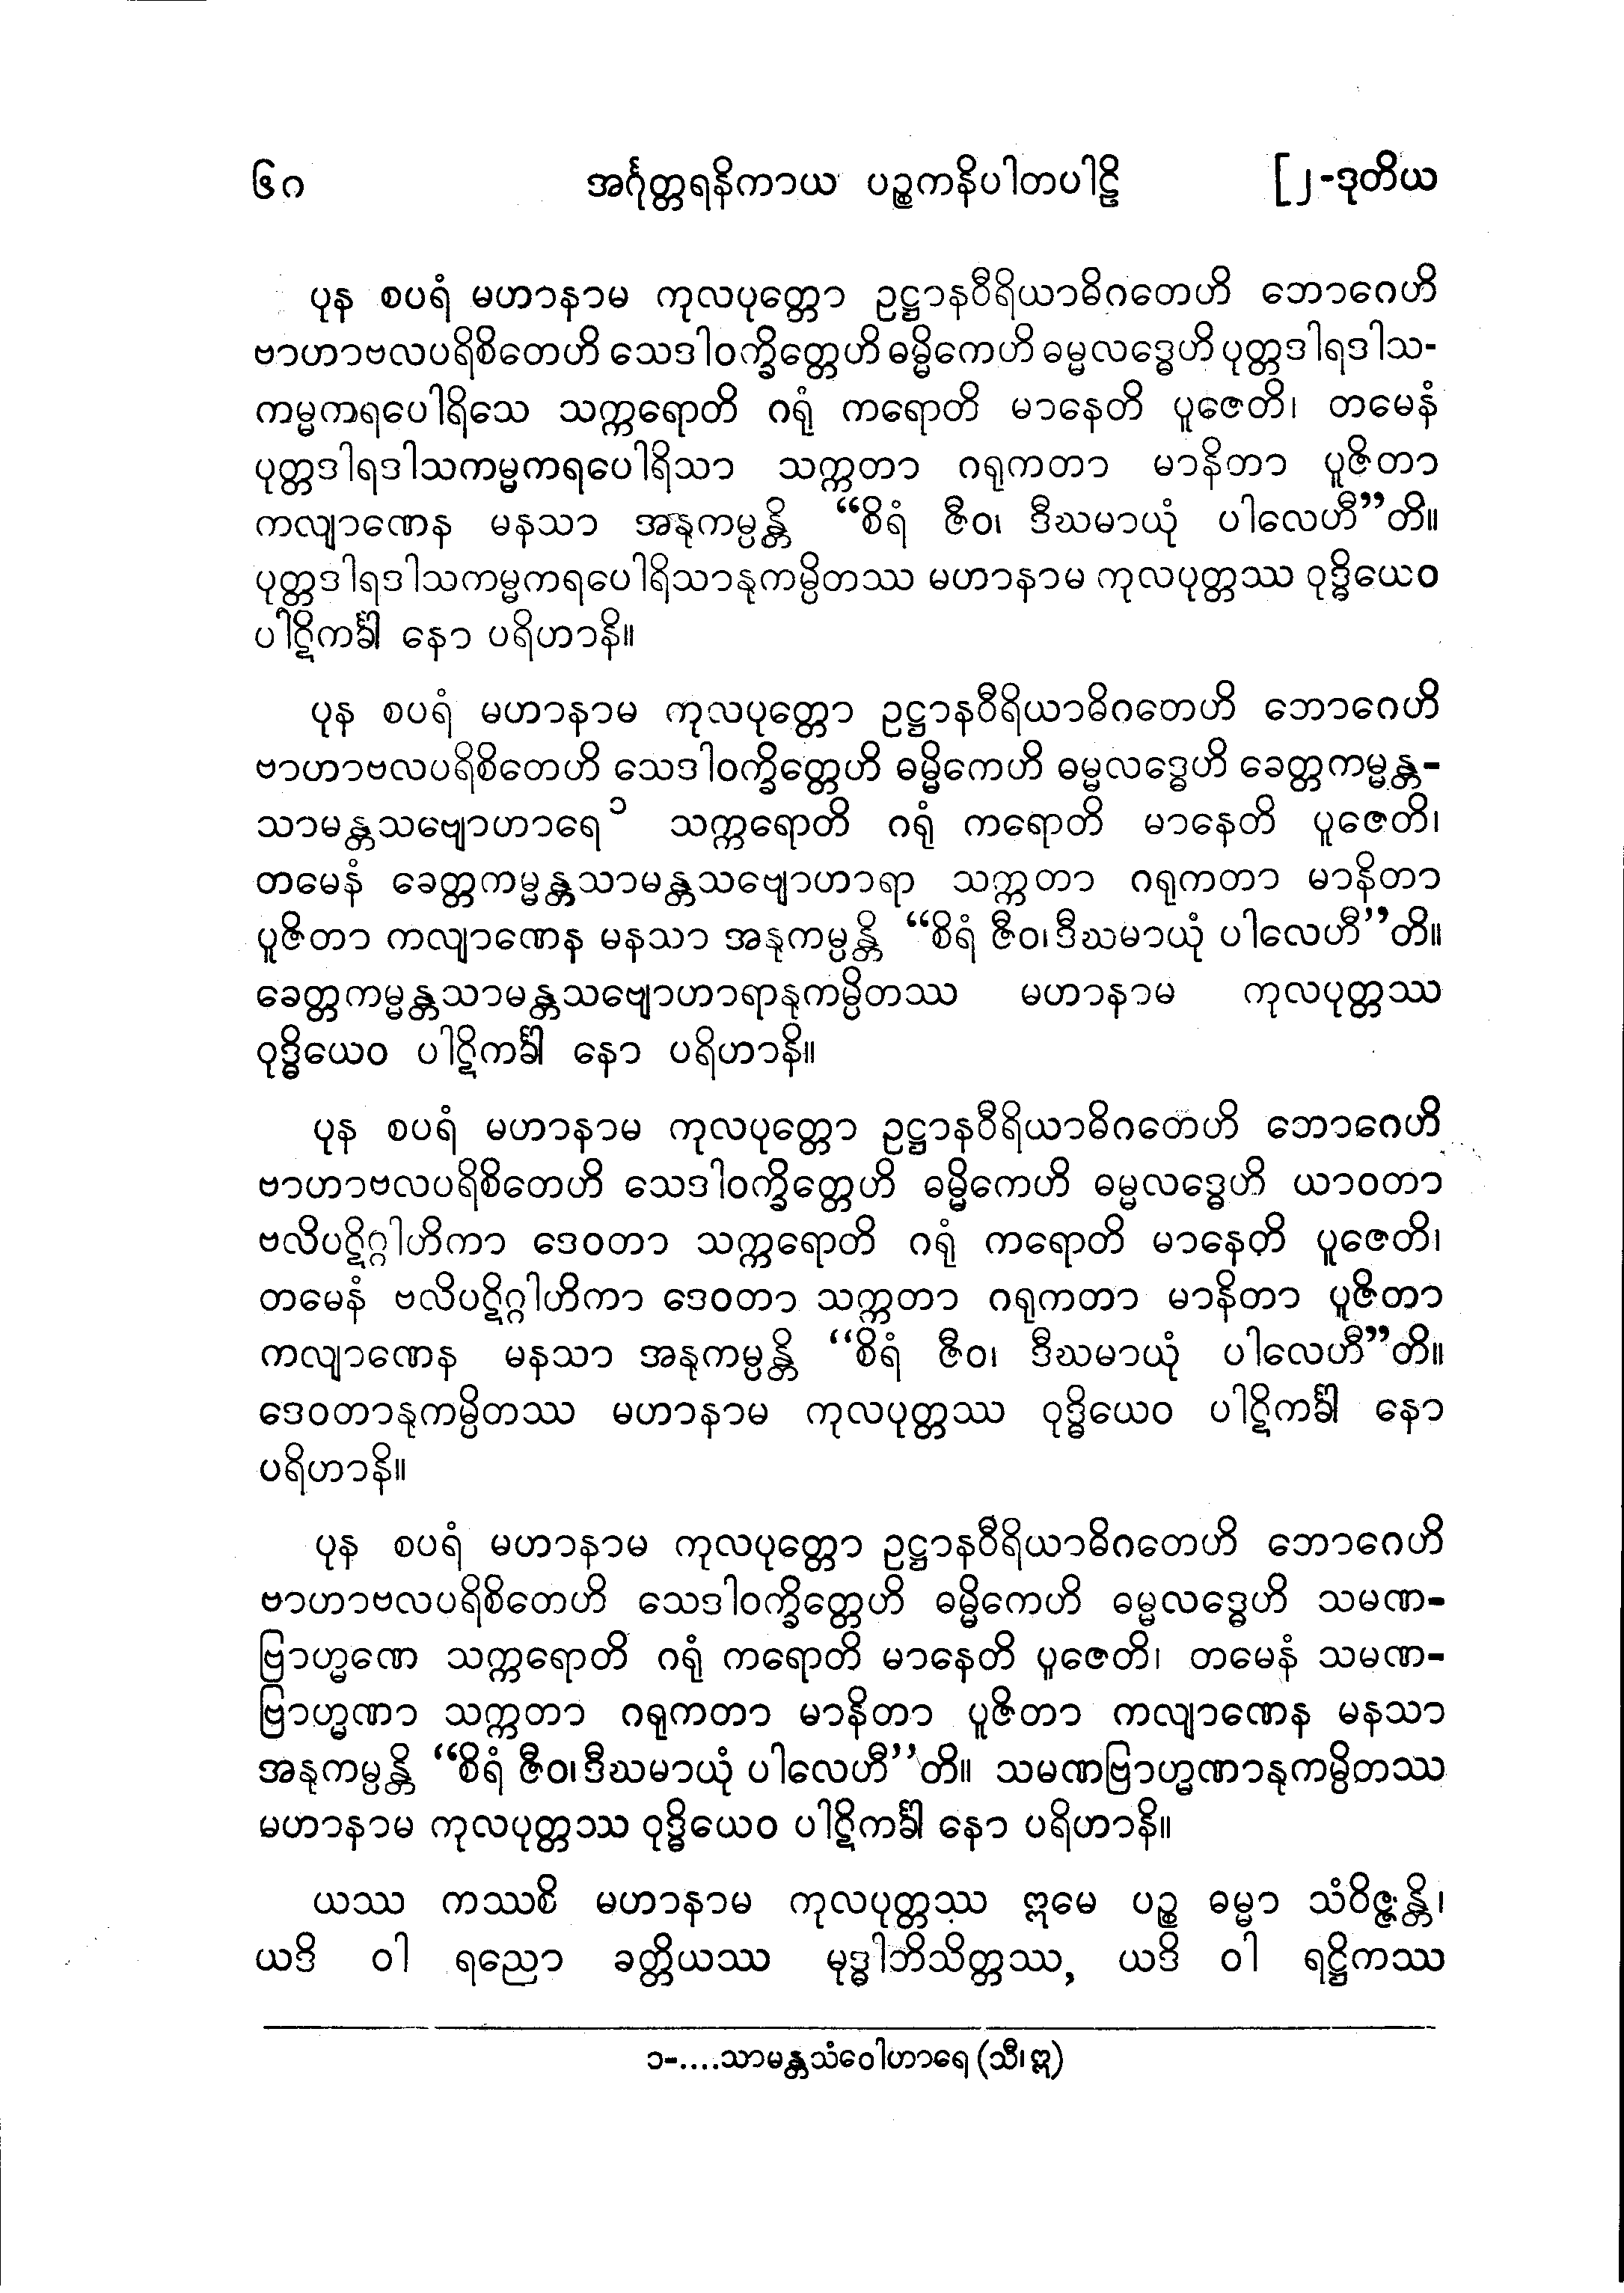 ၆၈ အင်္ဂုတ္တရနိကာယ ပဉ္စကနိပါတပါဠိ [၂-ဒုတိယ
ပုန စပရံ မဟာနာမ ကုလပုတ္တော ဥဋ္ဌာနဝီရိယာဓိဂတေဟိ ဘောဂေဟိ
ဗာဟာဗလပရိစိတေဟိ သေဒါဝက္ခိတ္တေဟိ ဓမ္မိကေဟိ ဓမ္မလဒ္ဓေဟိ ပုတ္တဒါရဒါသ-
ကမ္မကရပေါရိသေ သက္ကရောတိ ဂရုံ ကရောတိ မာနေတိ ပူဇေတိ၊ တမေနံ
ပုတ္တဒါရဒါသကမ္မကရပေါရိသာ သက္ကတာ ဂရုကတာ မာနိတာ ပူဇိတာ
ကလျာဏေန မနသာ အနုကမ္ပန္တိ “စိရံ ဇီဝ၊ ဒီဃမာယုံ ပါလေဟီ”တိ။
ပုတ္တဒါရဒါသကမ္မကရပေါရိသာနုကမ္ပိတဿ မဟာနာမ ကုလပုတ္တဿ ဝုဒ္ဓိယေဝ
ပါဋိကင်္ခါ နော ပရိဟာနိ။
ပုန စပရံ မဟာနာမ ကုလပုတ္တော ဥဋ္ဌာနဝီရိယာဓိဂတေဟိ ဘောဂေဟိ
ဗာဟာဗလပရိစိတေဟိ သေဒါဝက္ခိတ္တေဟိ ဓမ္မိကေဟိ ဓမ္မလဒ္ဓေဟိ ခေတ္တကမ္မန္တ-
သာမန္တသဗျောဟာရေ ၁ သက္ကရောတိ ဂရုံ ကရောတိ မာနေတိ ပူဇေတိ၊
တမေနံ ခေတ္တကမ္မန္တသာမန္တသဗျောဟာရာ သက္ကတာ ဂရုကတာ မာနိတာ
ပူဇိတာ ကလျာဏေန မနသာ အနုကမ္ပန္တိ “စိရံ ဇီဝ၊ဒီဃမာယုံ ပါလေဟီ”တိ။
ခေတ္တကမ္မန္တသာမန္တသဗျောဟာရာနုကမ္ပိတဿ မဟာနာမ ကုလပုတ္တဿ
ဝုဒ္ဓိယေဝ ပါဋိကင်္ခါ နော ပရိဟာနိ။
ပုန စပရံ မဟာနာမ ကုလပုတ္တော ဥဋ္ဌာနဝီရိယာဓိဂတေဟိ ဘောဂေဟိ
ဗာဟာဗလပရိစိတေဟိ သေဒါဝက္ခိတ္တေဟိ ဓမ္မိကေဟိ ဓမ္မလဒ္ဓေဟိ ယာဝတာ
ဗလိပဋိဂ္ဂါဟိကာ ဒေဝတာ သက္ကရောတိ ဂရုံ ကရောတိ မာနေတိ ပူဇေတိ၊
တမေနံ ဗလိပဋိဂ္ဂါဟိကာ ဒေဝတာ သက္ကတာ ဂရုကတာ မာနိတာ ပူဇိတာ
ကလျာဏေန မနသာ အနုကမ္ပန္တိ “စိရံ ဇီဝ၊ ဒီဃမာယုံ ပါလေဟီ”တိ။
ဒေဝတာနုကမ္ပိတဿ မဟာနာမ ကုလပုတ္တဿ ဝုဒ္ဓိယေဝ ပါဋိကင်္ခါ နော
ပရိဟာနိ။
ပုန စပရံ မဟာနာမ ကုလပုတ္တော ဥဋ္ဌာနဝီရိယာဓိဂတေဟိ ဘောဂေဟိ
ဗာဟာဗလပရိစိတေဟိ သေဒါဝက္ခိတ္တေဟိ ဓမ္မိကေဟိ ဓမ္မလဒ္ဓေဟိ သမဏ-
ဗြာဟ္မဏေ သက္ကရောတိ ဂရုံ ကရောတိ မာနေတိ ပူဇေတိ၊ တမေနံ သမဏ-
ဗြာဟ္မဏာ သက္ကတာ ဂရုကတာ မာနိတာ ပူဇိတာ ကလျာဏေန မနသာ
အနုကမ္ပန္တိ “စိရံ ဇီဝ၊ဒီဃမာယုံ ပါလေဟီ”တိ။ သမဏဗြာဟ္မဏာနုကမ္ပိတဿ
မဟာနာမ ကုလပုတ္တဿ ဝုဒ္ဓိယေဝ ပါဋိကင်္ခါ နော ပရိဟာနိ။
ယဿ ကဿစိ မဟာနာမ ကုလပုတ္တဿ ဣမေ ပဉ္စ ဓမ္မာ သံဝိဇ္ဇန္တိ၊
ယဒိ ဝါ ရညော ခတ္တိယဿ မုဒ္ဓါဘိသိတ္တဿ, ယဒိ ဝါ ရဋ္ဌိကဿ
၁-....သာမန္တသံဝေါဟာရေ (သီ၊ ဣ)